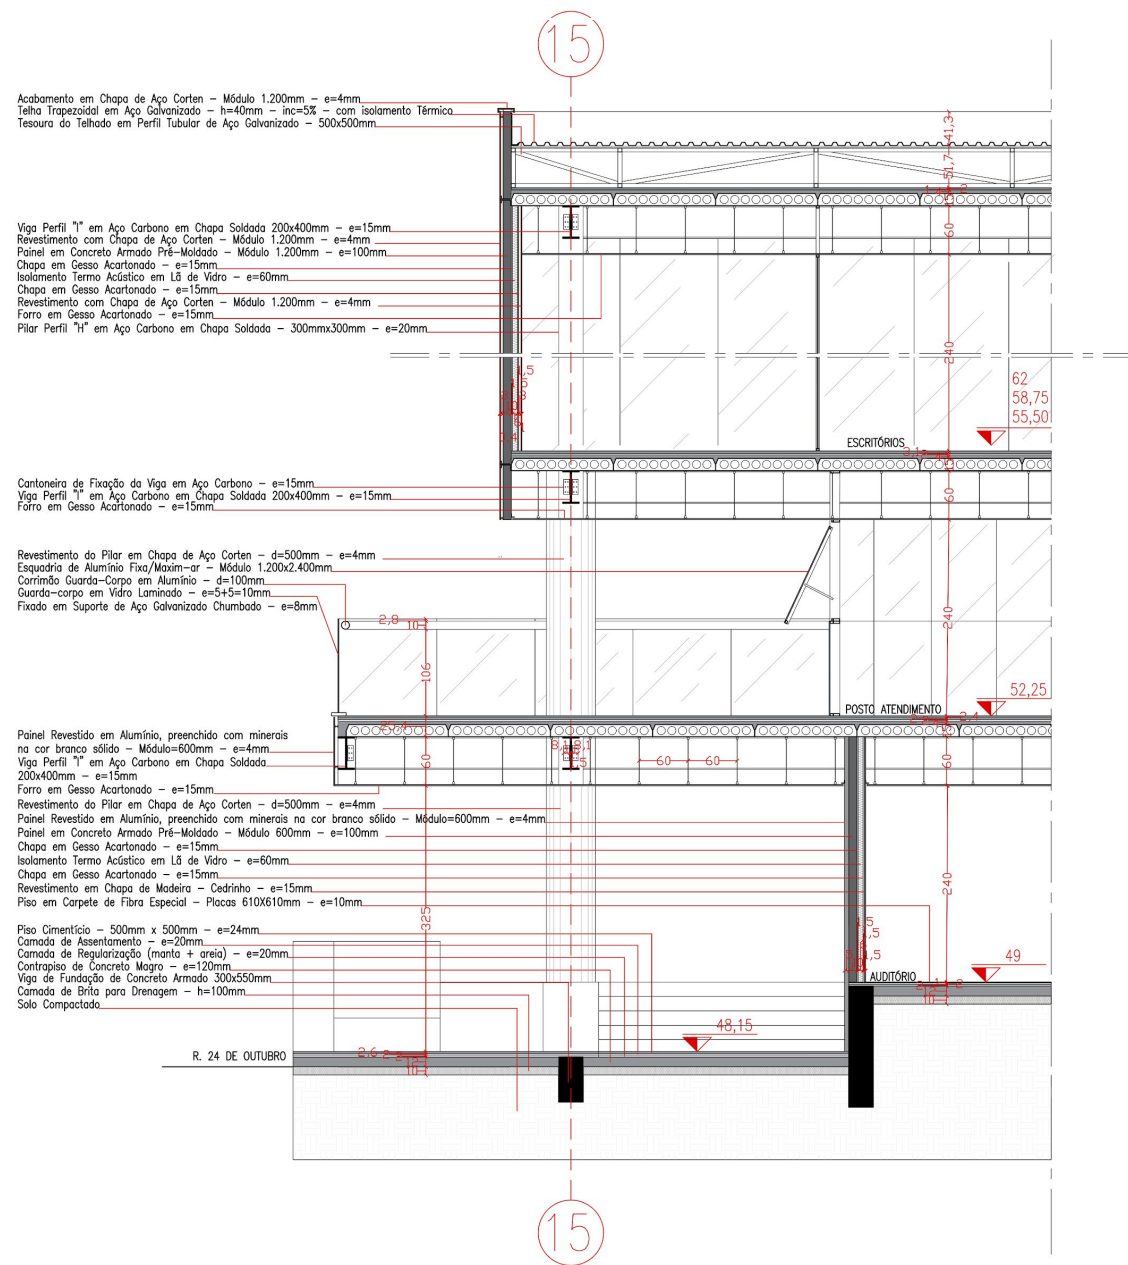 15
Acabamento em Chapa de Aço Corten – Módulo 1.200mm – e=4mm
Telha Trapezoidal em Aço Galvanizado – h=40mm – inc=5% – com isolamento Térmico
Tesoura do Telhado em Perfil Tubular de Aço Galvanizado – 500x500mm
41,3
51,7
60
Viga Perfil "I" em Aço Carbono em Chapa Soldada 200x400mm – e=15mm
Revestimento com Chapa de Aço Corten – Módulo 1.200mm – e=4mm
Painel em Concreto Armado Pré-Moldado – Módulo 1.200mm – e=100mm
Chapa em Gesso Acartonado – e=15mm
Isolamento Termo Acústico em Lã de Vidro – e=60mm
Chapa em Gesso Acartonado – e=15mm
Revestimento com Chapa de Aço Corten – Módulo 1.200mm – e=4mm
Forro em Gesso Acartonado – e=15mm
Pilar Perfil "H" em Aço Carbono em Chapa Soldada – 300mmx300mm – e=20mm
240
62
58,75
55,50
ESCRITÓRIOS
60
Cantoneira de Fixação da Viga em Aço Carbono – e=15mm
Viga Perfil "I" em Aço Carbono em Chapa Soldada 200x400mm – e=15mm
Forro em Gesso Acartonado – e=15mm
Revestimento do Pilar em Chapa de Aço Corten – d=500mm – e=4mm
Esquadria de Alumínio Fixa/Maxim-ar – Módulo 1.200x2.400mm
Corrimão Guarda-Corpo em Alumínio – d=100mm
Guarda-corpo em Vidro Laminado – e=5+5=10mm
Fixado em Suporte de Aço Galvanizado Chumbado – e=8mm
2,8
10
106
240
52,25
POSTO ATENDIMENTO
2,4
25,4
Painel Revestido em Alumínio, preenchido com minerais
na cor branco sólido – Módulo=600mm – e=4mm
Viga Perfil "I" em Aço Carbono em Chapa Soldada
200x400mm – e=15mm
Forro em Gesso Acartonado – e=15mm
60
60
60
60
Revestimento do Pilar em Chapa de Aço Corten – d=500mm – e=4mm
Painel Revestido em Alumínio, preenchido com minerais na cor branco sólido – Módulo=600mm – e=4mm
Painel em Concreto Armado Pré-Moldado – Módulo 600mm – e=100mm
Chapa em Gesso Acartonado – e=15mm
Isolamento Termo Acústico em Lã de Vidro – e=60mm
Chapa em Gesso Acartonado – e=15mm
Revestimento em Chapa de Madeira – Cedrinho – e=15mm
Piso em Carpete de Fibra Especial – Placas 610X610mm – e=10mm
240
325
Piso Cimentício – 500mm x 500mm – e=24mm
Camada de Assentamento – e=20mm
Camada de Regularização (manta + areia) – e=20mm
Contrapiso de Concreto Magro – e=120mm
Viga de Fundação de Concreto Armado 300x550mm
Camada de Brita para Drenagem – h=100mm
Solo Compactado
49
AUDITÓRIO
48,15
R. 24 DE OUTUBRO
2,6
15